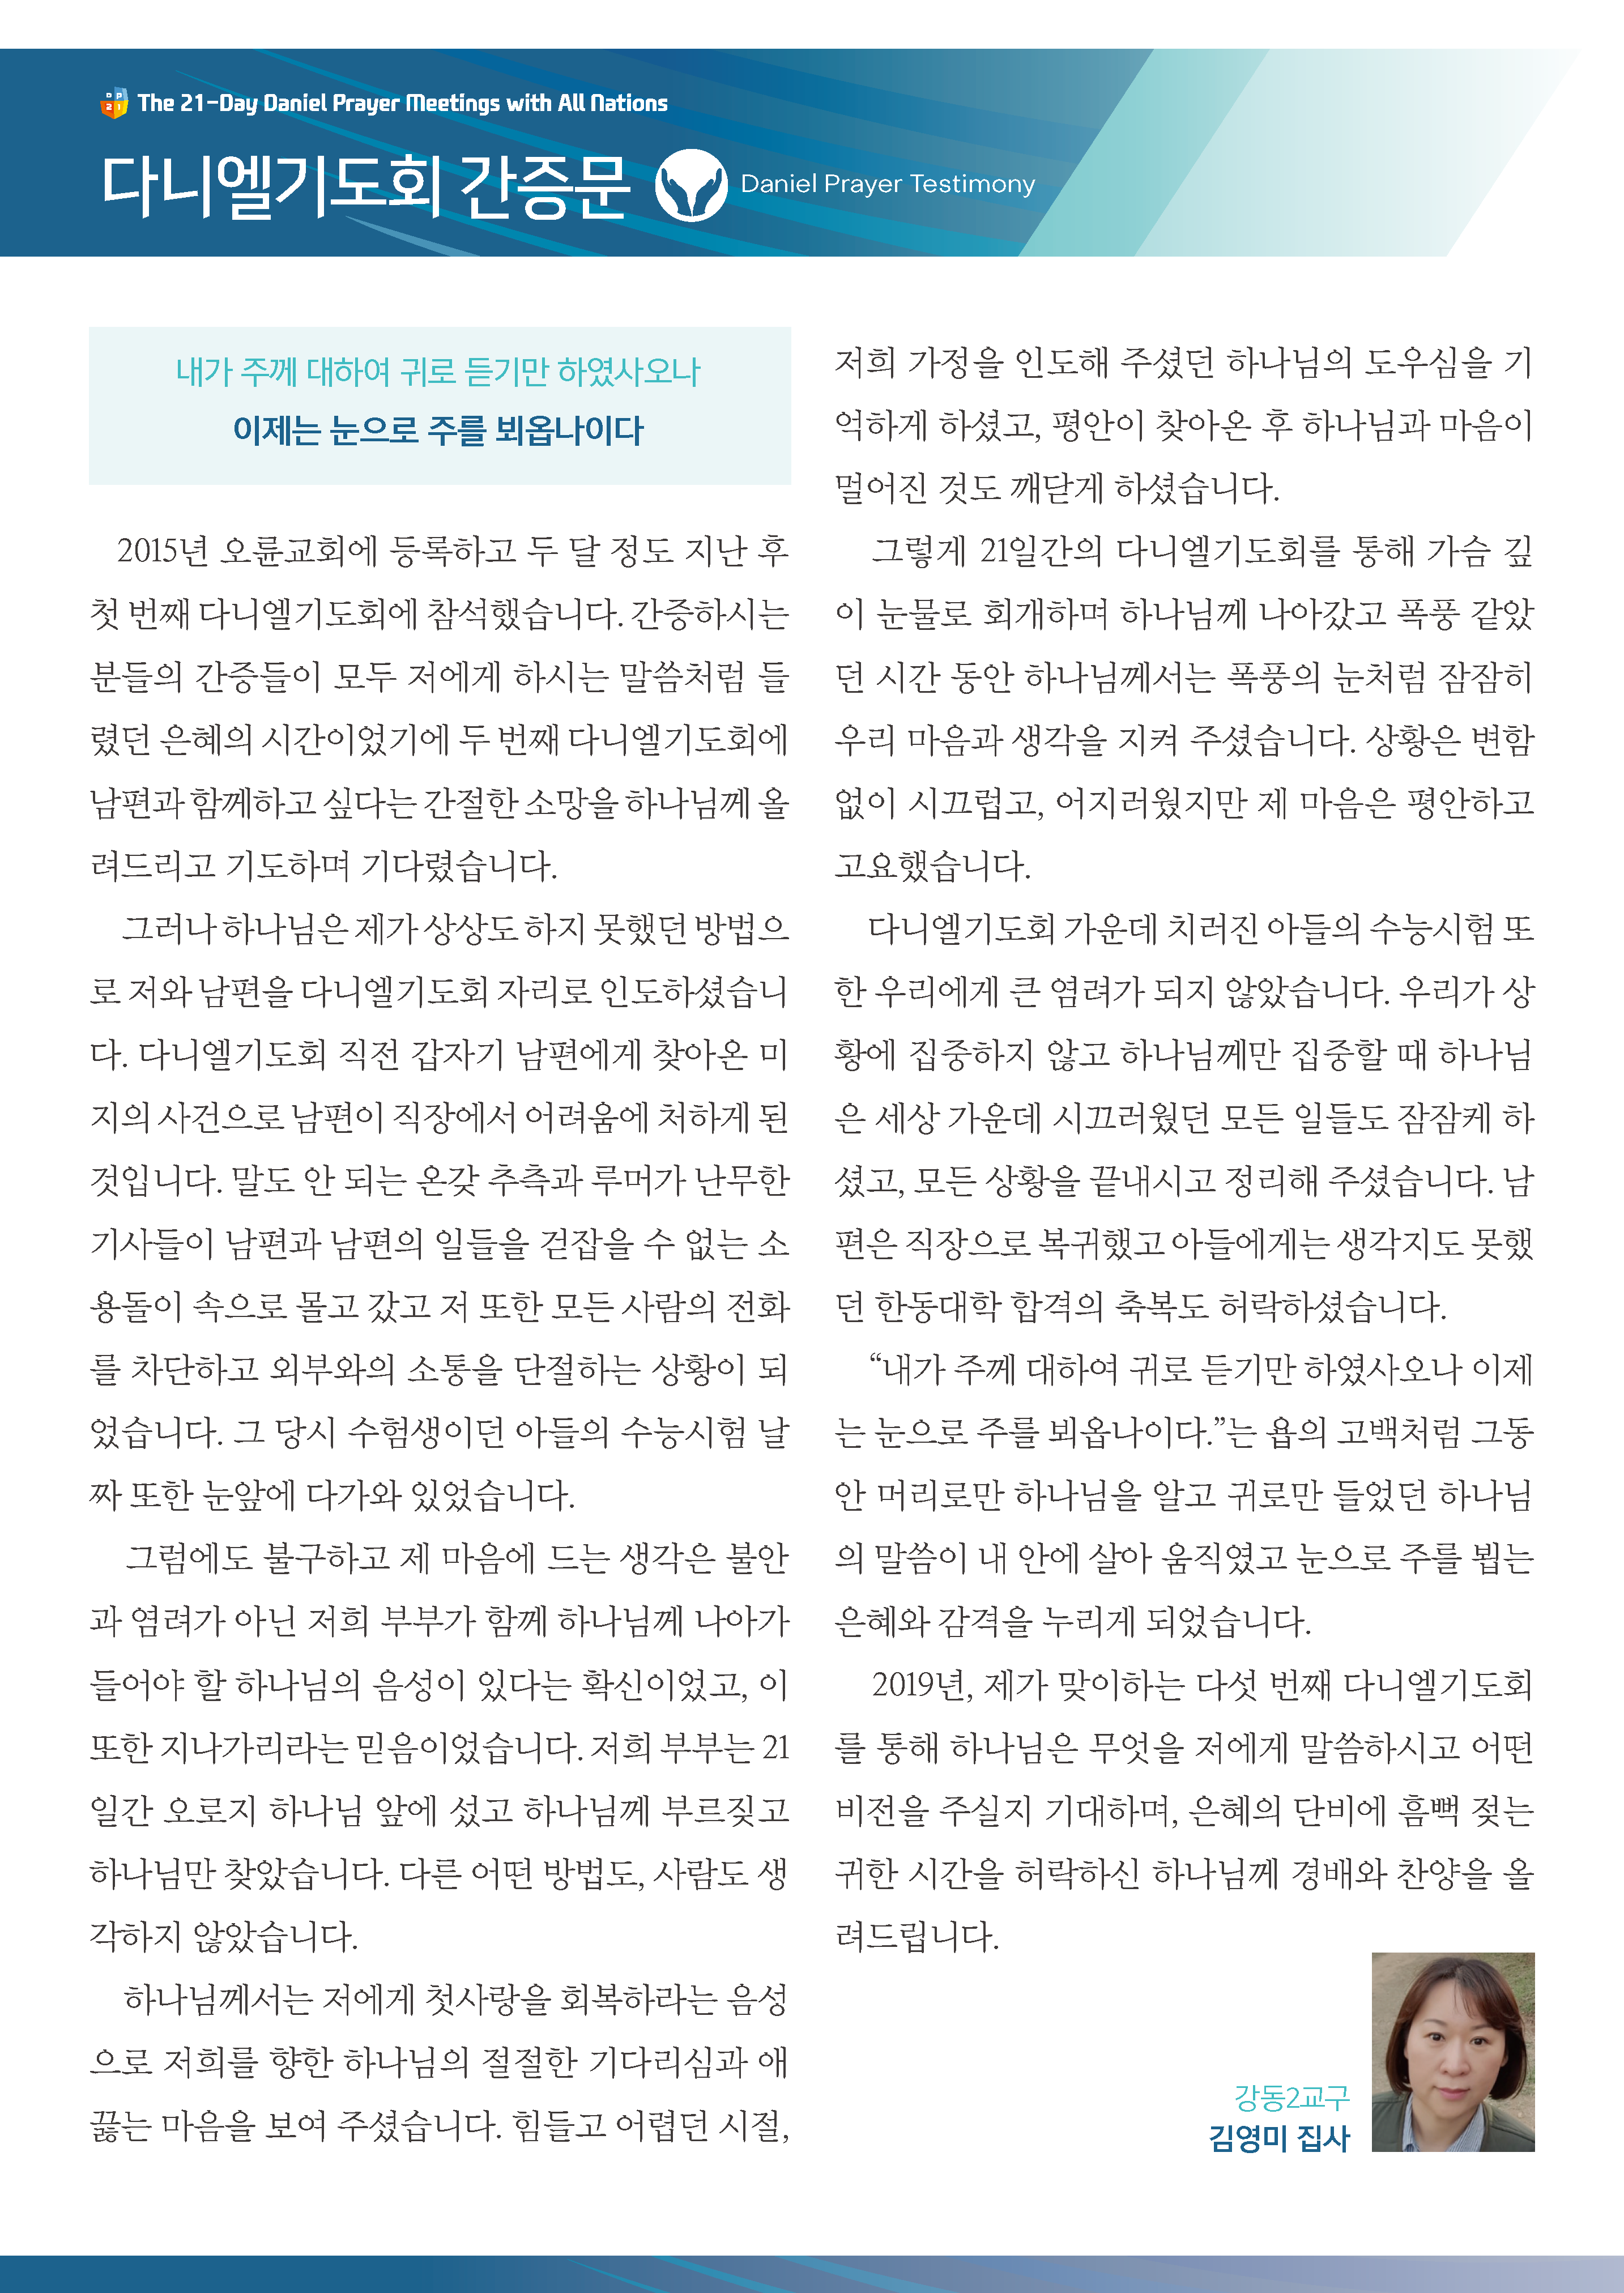 DP
21
The 21-Day Daniel Prayer Meetings with All Nations
다니엘기도회 간증문
Daniel Prayer Testimony
내가 주께 대하여 귀로 듣기만 하였사오나
이제는 눈으로 주를 뵈옵나이다
2015년 오륜교회에 등록하고 두 달 정도 지난 후
첫 번째 다니엘기도회에 참석했습니다. 간증하시는
분들의 간증들이 모두 저에게 하시는 말씀처럼 들
렸던 은혜의 시간이었기에 두 번째 다니엘기도회에
남편과 함께하고 싶다는 간절한 소망을 하나님께 올
려드리고 기도하며 기다렸습니다.
그러나 하나님은 제가 상상도 하지 못했던 방법으
로 저와 남편을 다니엘기도회 자리로 인도하셨습니
다. 다니엘기도회 직전 갑자기 남편에게 찾아온 미
지의 사건으로 남편이 직장에서 어려움에 처하게 된
것입니다. 말도 안 되는 온갖 추측과 루머가 난무한
기사들이 남편과 남편의 일들을 걷잡을 수 없는 소
용돌이 속으로 몰고 갔고 저 또한 모든 사람의 전화
를 차단하고 외부와의 소통을 단절하는 상황이 되
었습니다. 그 당시 수험생이던 아들의 수능시험 날
짜 또한 눈앞에 다가와 있었습니다.
그럼에도 불구하고 제 마음에 드는 생각은 불안
과 염려가 아닌 저희 부부가 함께 하나님께 나아가
들어야 할 하나님의 음성이 있다는 확신이었고, 이
또한 지나가리라는 믿음이었습니다. 저희 부부는 21
일간 오로지 하나님 앞에 섰고 하나님께 부르짖고
하나님만 찾았습니다. 다른 어떤 방법도, 사람도 생
각하지 않았습니다.
하나님께서는 저에게 첫사랑을 회복하라는 음성
으로 저희를 향한 하나님의 절절한 기다리심과 애
끓는 마음을 보여 주셨습니다. 힘들고 어렵던 시절,
저희 가정을 인도해 주셨던 하나님의 도우심을 기
억하게 하셨고, 평안이 찾아온 후 하나님과 마음이
멀어진 것도 깨닫게 하셨습니다.
그렇게 21일간의 다니엘기도회를 통해 가슴 깊
이 눈물로 회개하며 하나님께 나아갔고 폭풍 같았
던 시간 동안 하나님께서는 폭풍의 눈처럼 잠잠히
우리 마음과 생각을 지켜 주셨습니다. 상황은 변함
없이 시끄럽고, 어지러웠지만 제 마음은 평안하고
고요했습니다.
다니엘기도회 가운데 치러진 아들의 수능시험 또
한 우리에게 큰 염려가 되지 않았습니다. 우리가 상
황에 집중하지 않고 하나님께만 집중할 때 하나님
은 세상 가운데 시끄러웠던 모든 일들도 잠잠케 하
셨고, 모든 상황을 끝내시고 정리해 주셨습니다. 남
편은 직장으로 복귀했고 아들에게는 생각지도 못했
던 한동대학 합격의 축복도 허락하셨습니다.
“내가 주께 대하여 귀로 듣기만 하였사오나 이제
는 눈으로 주를 뵈옵나이다.”는 욥의 고백처럼 그동
안 머리로만 하나님을 알고 귀로만 들었던 하나님
의 말씀이 내 안에 살아 움직였고 눈으로 주를 뵙는
은혜와 감격을 누리게 되었습니다.
2019년, 제가 맞이하는 다섯 번째 다니엘기도회
를 통해 하나님은 무엇을 저에게 말씀하시고 어떤
비전을 주실지 기대하며, 은혜의 단비에 흠뻑 젖는
귀한 시간을 허락하신 하나님께 경배와 찬양을 올
려드립니다.
강동2교구
김영미 집사